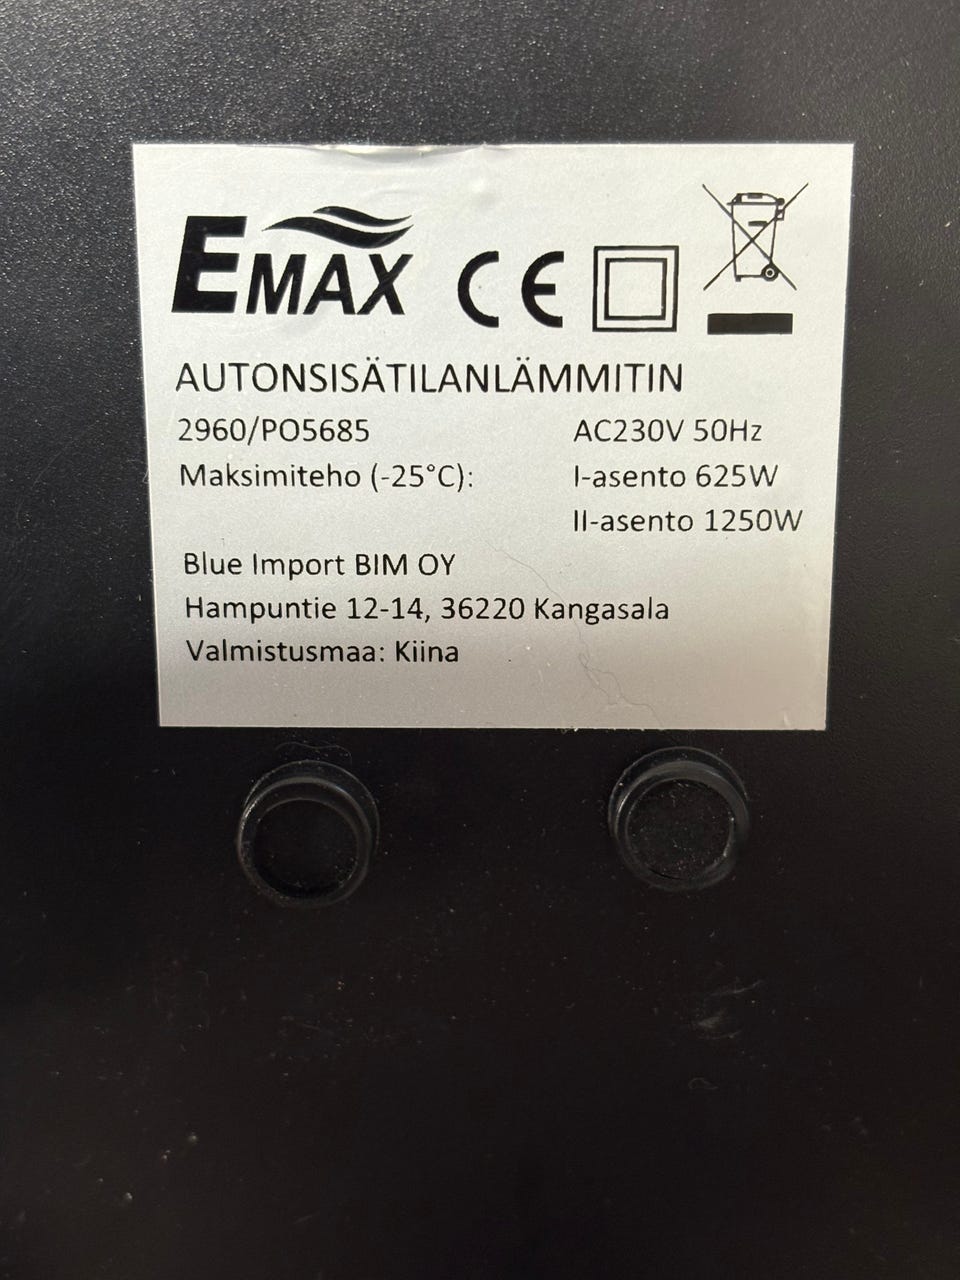 EMAX CE
AUTONSISÄTILANLÄMMITIN
2960/PO5685 AC230V 50Hz
Maksimiteho (-25°C): I-asento 625W
II-asento 1250W
Blue Import BIM OY
Hampuntie 12-14, 36220 Kangasala
Valmistusmaa: Kiina